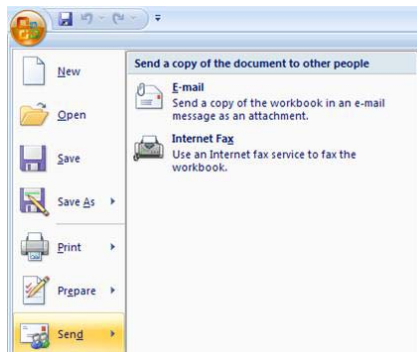 New
Open
Save
Save As
Print
Prepare
Send
Send a copy of the document to other people
E-mail
Send a copy of the workbook in an e-mail
message as an attachment.
Internet Fax
Use an Internet fax service to fax the
workbook.